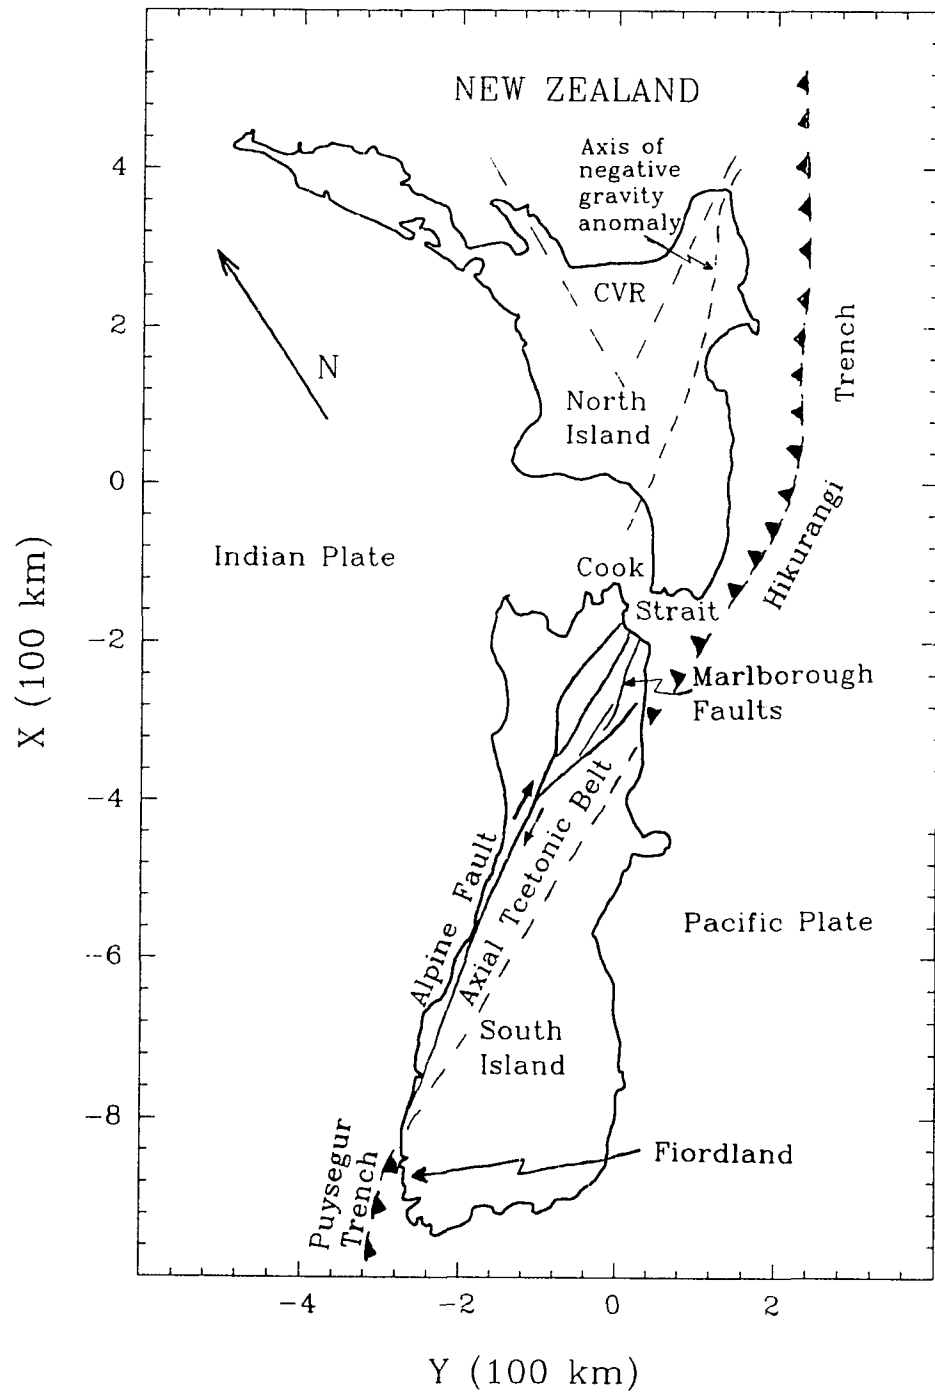 NEW ZEALAND
Axis of
negative
gravity
anomaly
4
CVR
N
2
Trench
North
Island
0
Hikurangi
Indian Plate
Cook
Strait
X (100 km)
-2
Marlborough
Faults
-4
Alpine Fault
Axial Tcetonic Belt
Pacific Plate
-6
South
Island
-8
Fiordland
Puysegur
Trench
-4
-2
0
2
Y (100 km)